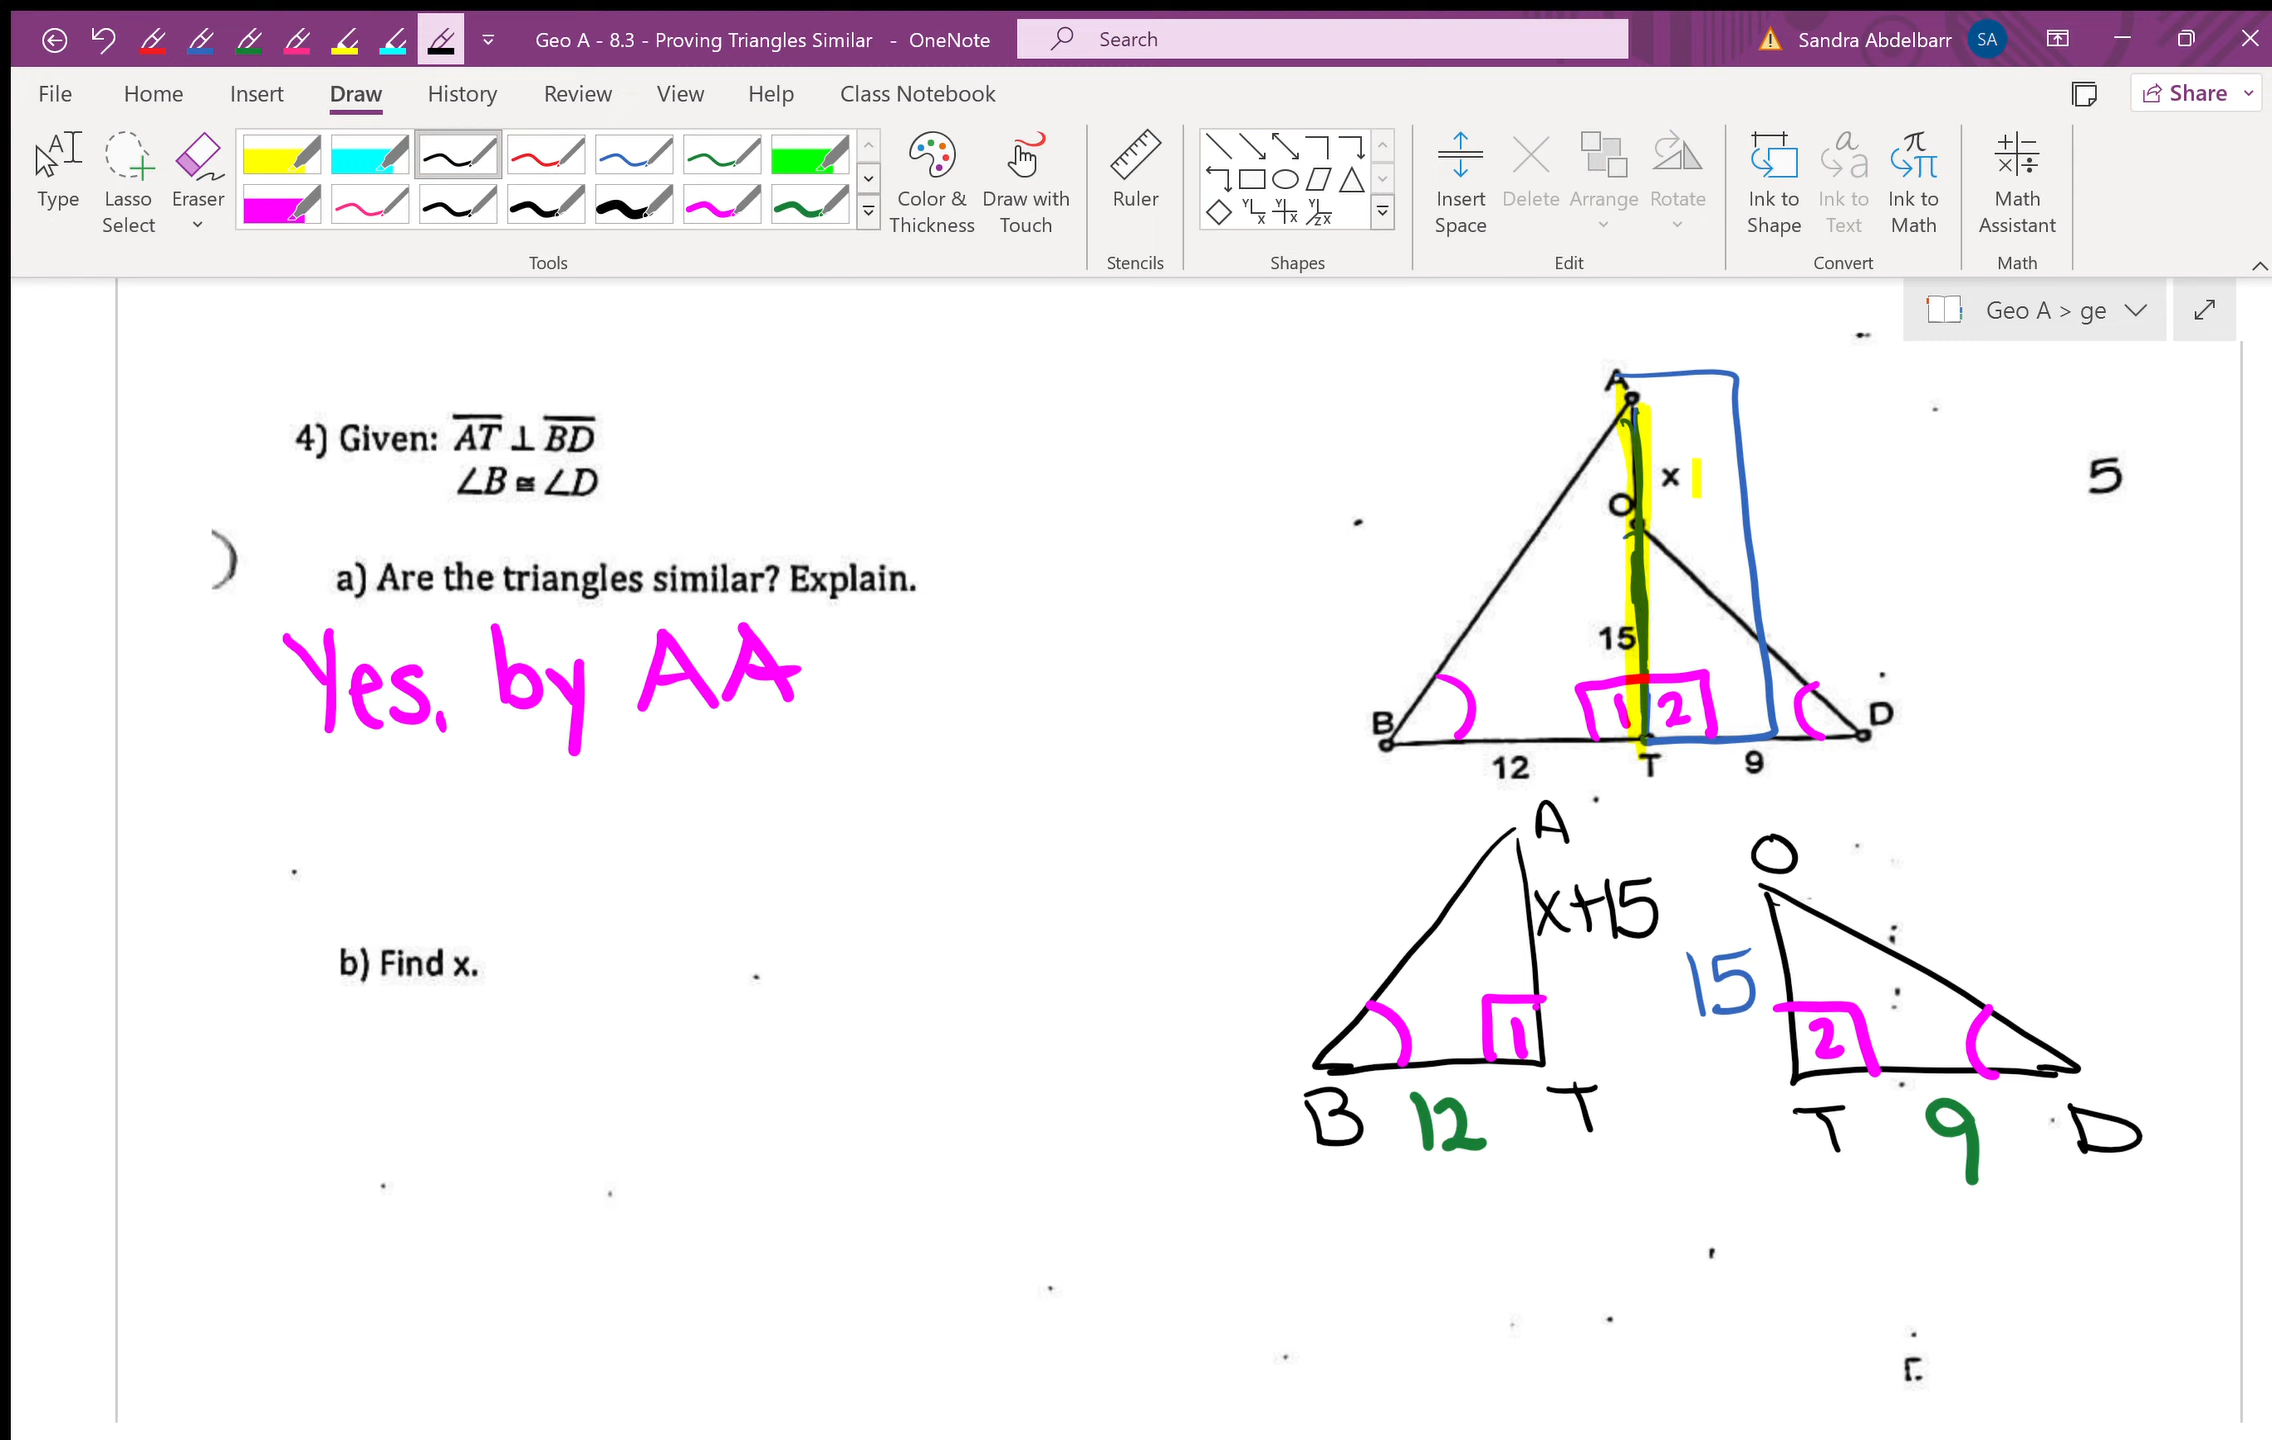 Geo A - 8.3 - Proving Triangles Similar - OneNote
Search
Sandra Abdelbarr
SA
File Home Insert Draw History Review View Help Class Notebook
Share
Type
Lasso Select
Eraser
Color & Thickness
Draw with Touch
Ruler
Insert Space
Delete
Arrange
Rotate
Ink to Shape
Ink to Text
Ink to Math
Math Assistant
Tools
Stencils
Shapes
Edit
Convert
Math
Geo A > ge
4) Given: AT ⊥ BD
∠B ≅ ∠D
a) Are the triangles similar? Explain.
Yes, by AA
b) Find x.
A
x
O
5
15
1 2
B
D
12
T
9
A
O
x+15
15
1
2
B 12 T
T 9 D